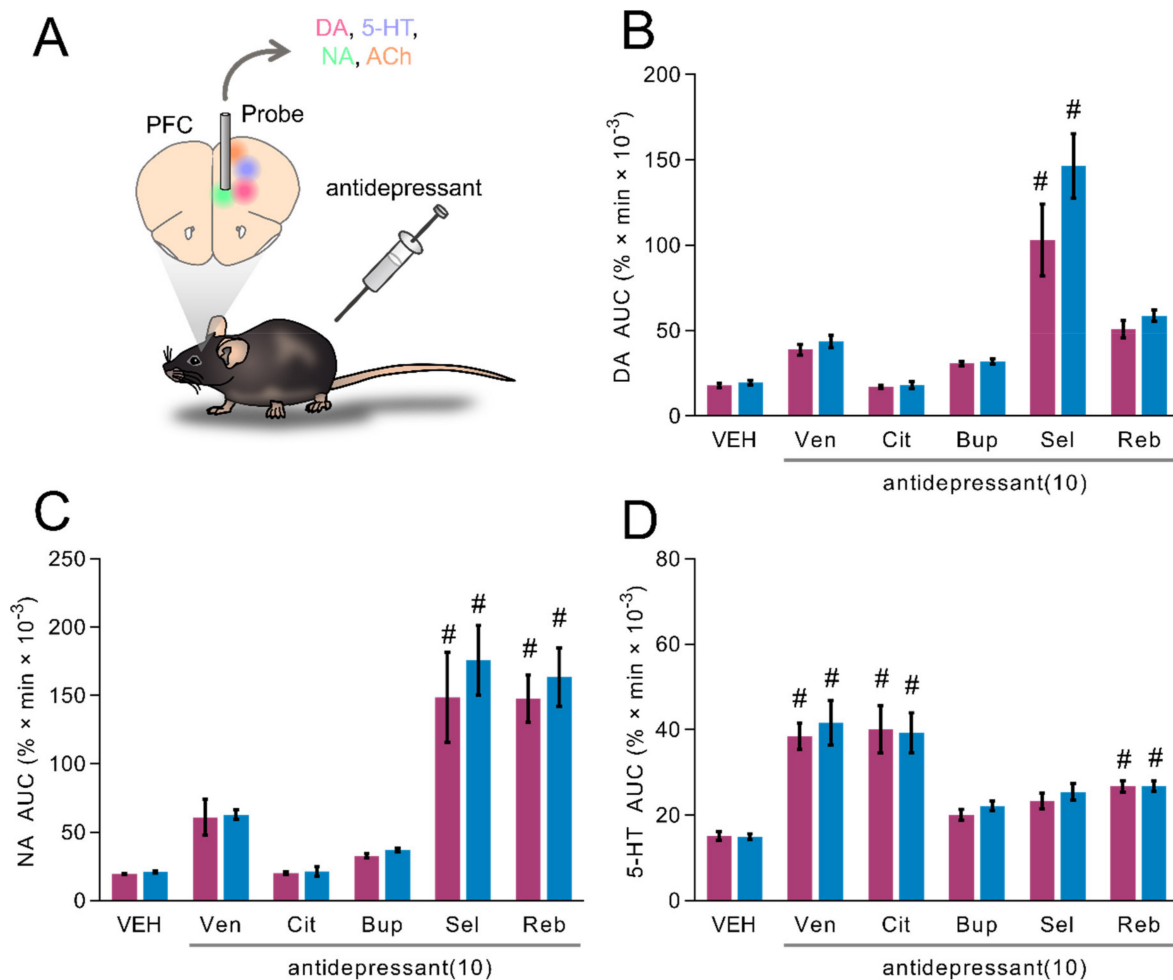 A
DA, 5-HT,
NA, ACh
PFC
Probe
antidepressant
B
DA AUC (% × min × 10⁻³)
200
150
100
50
0
#
#
VEH Ven Cit Bup Sel Reb
antidepressant(10)
C
NA AUC (% × min × 10⁻³)
250
200
150
100
50
0
# # # #
VEH Ven Cit Bup Sel Reb
antidepressant(10)
D
5-HT AUC (% × min × 10⁻³)
80
60
40
20
0
# # # # # #
VEH Ven Cit Bup Sel Reb
antidepressant(10)